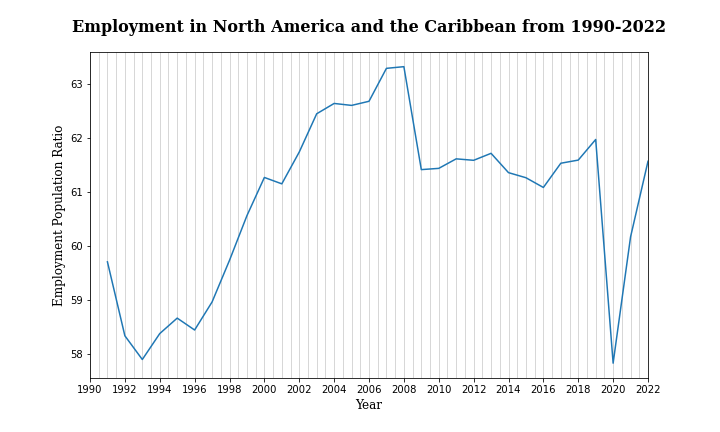 Employment in North America and the Caribbean from 1990-2022
Employment Population Ratio
63
62
61
60
59
58
1990 1992 1994 1996 1998 2000 2002 2004 2006 2008 2010 2012 2014 2016 2018 2020 2022
Year